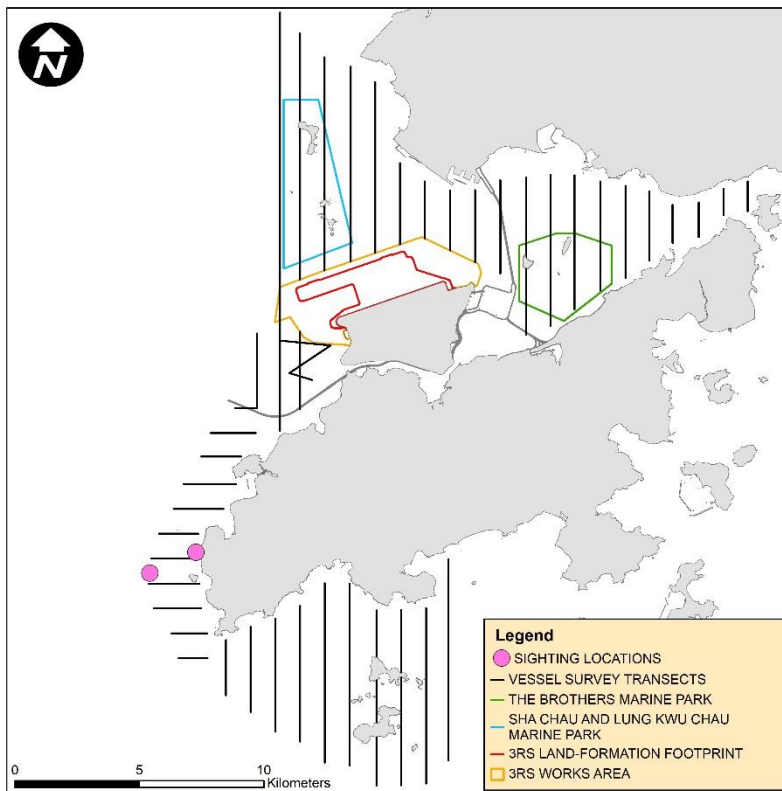 N
Legend
SIGHTING LOCATIONS
VESSEL SURVEY TRANSECTS
THE BROTHERS MARINE PARK
SHA CHAU AND LUNG KWU CHAU
MARINE PARK
3RS LAND-FORMATION FOOTPRINT
3RS WORKS AREA
0 5 10
Kilometers